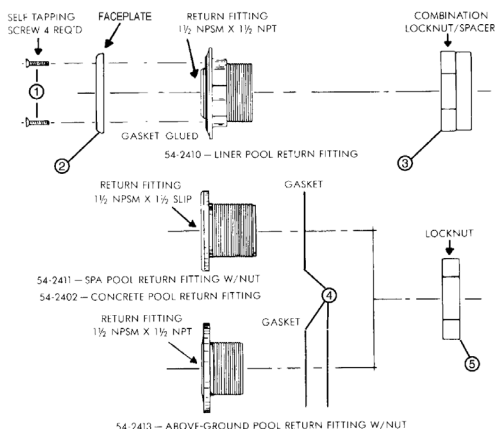 SELF TAPPING
SCREW 4 REQ'D
FACEPLATE
RETURN FITTING
1½ NPSM X 1½ NPT
COMBINATION
LOCKNUT/SPACER
1
2
GASKET GLUED
3
54-2410 — LINER POOL RETURN FITTING
RETURN FITTING
1½ NPSM X 1½ SLIP
GASKET
LOCKNUT
54-2411 — SPA POOL RETURN FITTING W/NUT
54-2402 — CONCRETE POOL RETURN FITTING
4
RETURN FITTING
1½ NPSM X 1½ NPT
GASKET
5
54-2413 — ABOVE-GROUND POOL RETURN FITTING W/NUT